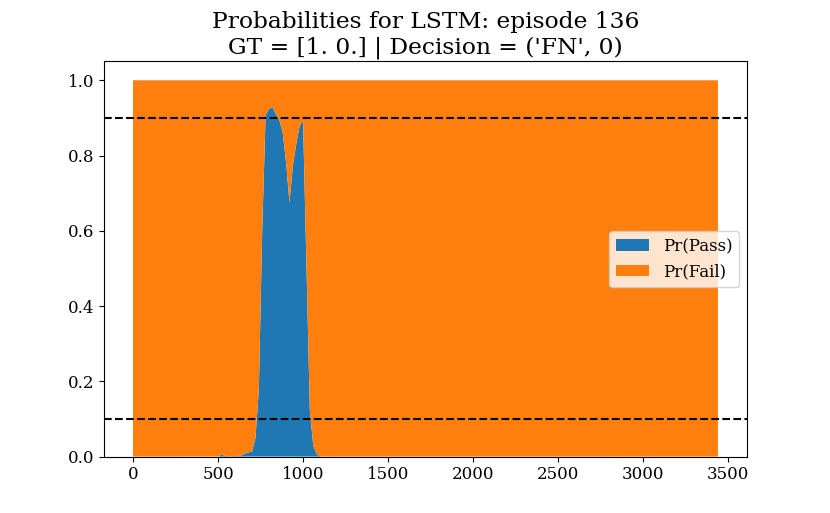 Probabilities for LSTM: episode 136
GT = [1. 0.] | Decision = ('FN', 0)
1.0
0.8
0.6
0.4
0.2
0.0
Pr(Pass)
Pr(Fail)
0 500 1000 1500 2000 2500 3000 3500